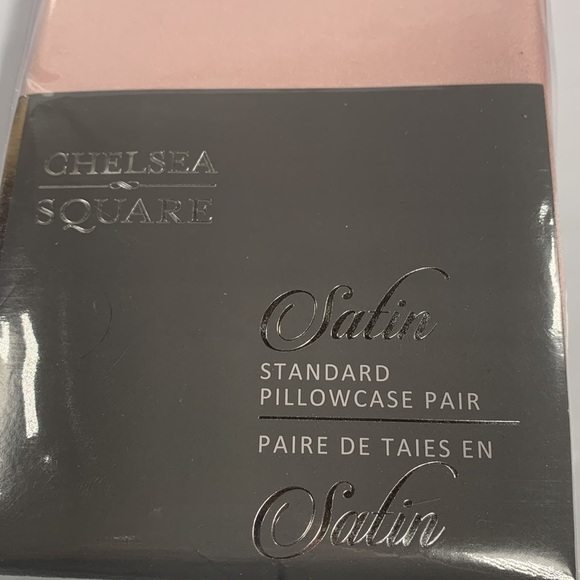 CHELSEA
SQUARE
Satin
STANDARD
PILLOWCASE PAIR
PAIRE DE TAIES EN
Satin